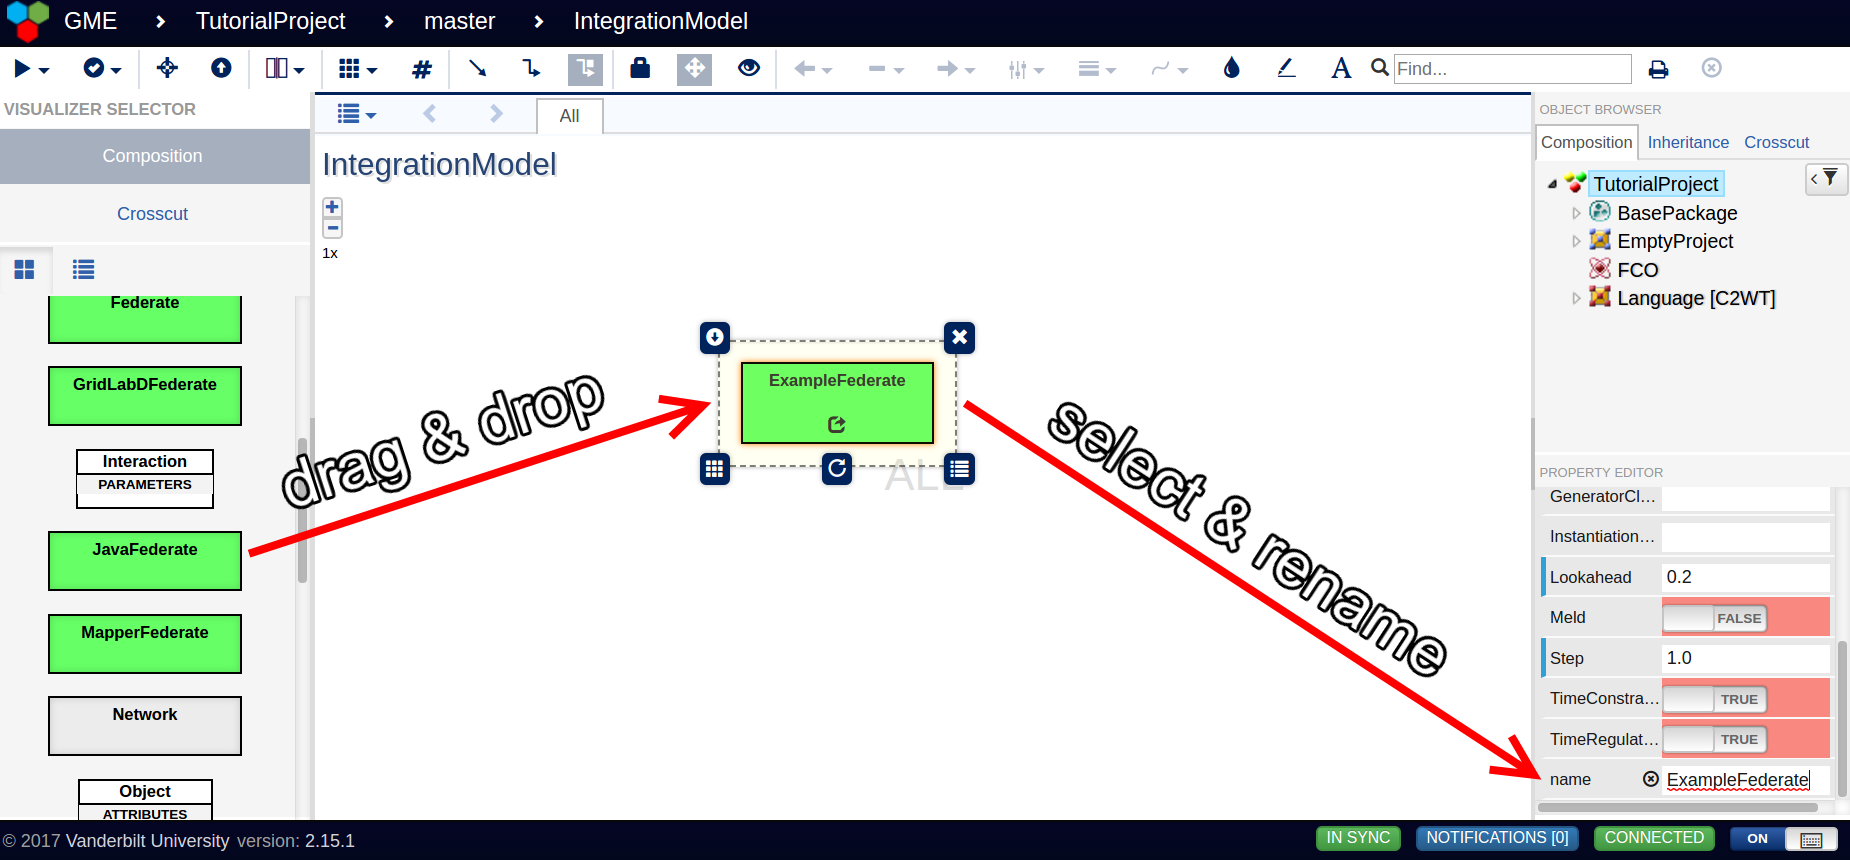 GME > TutorialProject > master > IntegrationModel
# A Find...
VISUALIZER SELECTOR
Composition
Crosscut
Federate
GridLabDFederate
Interaction
PARAMETERS
JavaFederate
MapperFederate
Network
Object
ATTRIBUTES
All
IntegrationModel
+
−
1x
ExampleFederate
ALL
drag & drop
select & rename
OBJECT BROWSER
Composition Inheritance Crosscut
TutorialProject
BasePackage
EmptyProject
FCO
Language [C2WT]
PROPERTY EDITOR
GeneratorCl...
Instantiation...
Lookahead 0.2
Meld FALSE
Step 1.0
TimeConstra... TRUE
TimeRegulat... TRUE
name ExampleFederate
© 2017 Vanderbilt University version: 2.15.1
IN SYNC NOTIFICATIONS [0] CONNECTED ON